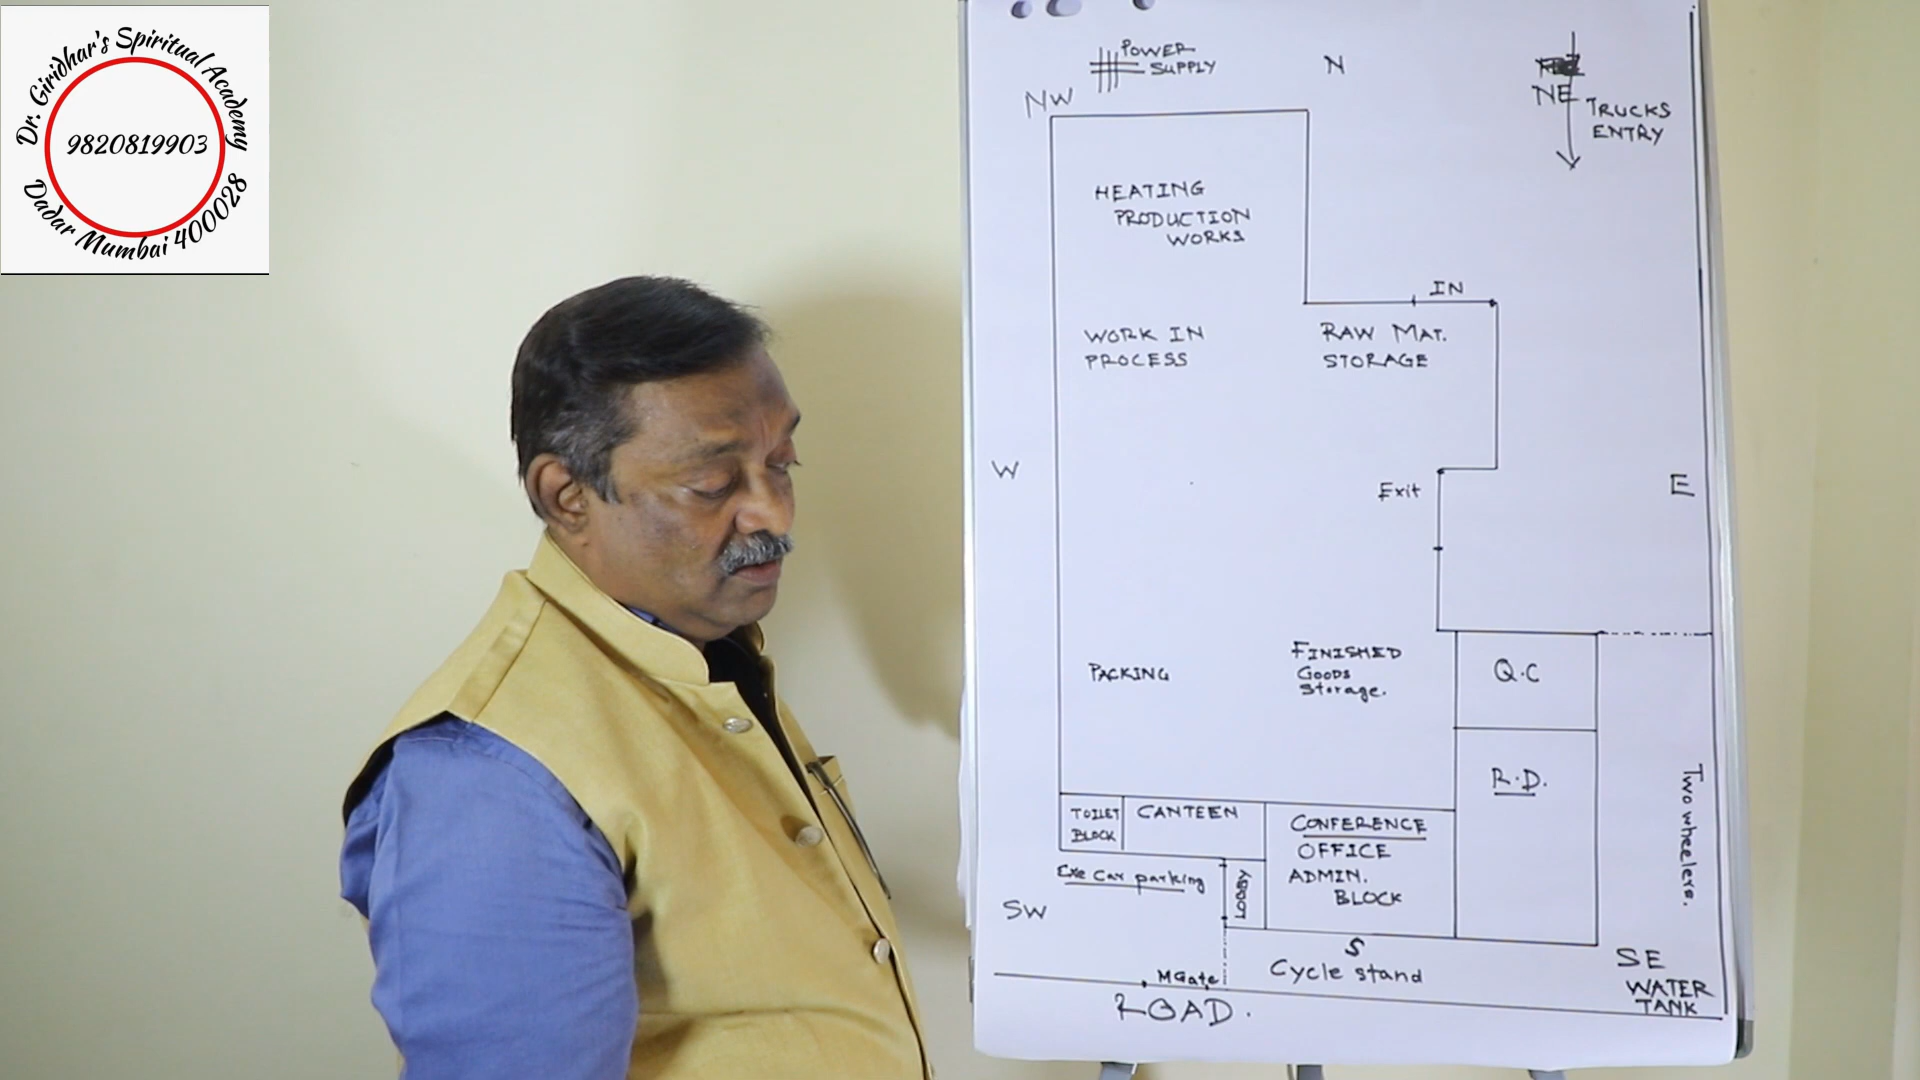 Dr. Giridhar's Spiritual Academy
9820819903
Dadar Mumbai 400028
POWER
SUPPLY
N
NW
NE
TRUCKS
ENTRY
HEATING
PRODUCTION
WORKS
IN
WORK IN
PROCESS
RAW MAT.
STORAGE
W
Exit
E
FINISHED
GOODS
Storage.
PACKING
Q.C
R.D.
Two wheelers.
TOILET
BLOCK
CANTEEN
CONFERENCE
OFFICE
ADMIN.
BLOCK
Exe Car parking
LOBBY
SW
S
Cycle stand
SE
WATER
TANK
M Gate
ROAD.